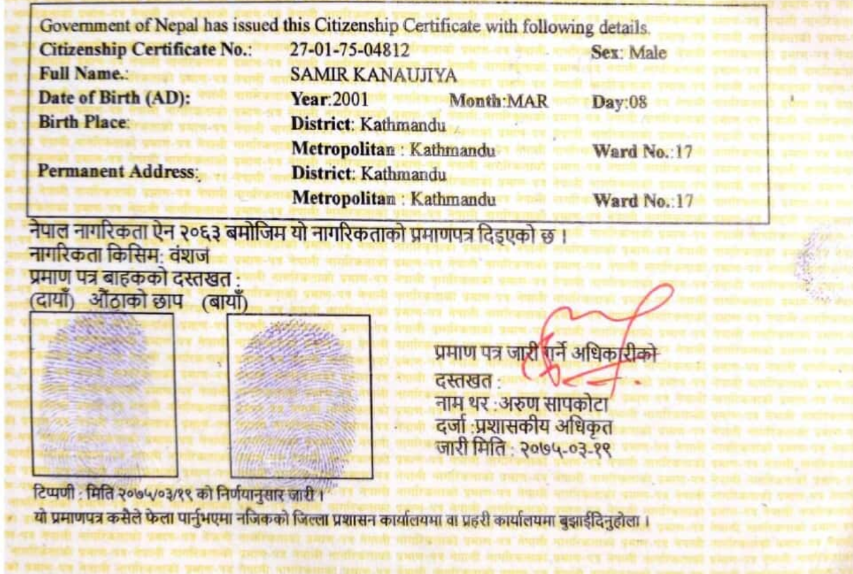 Government of Nepal has issued this Citizenship Certificate with following details.
Citizenship Certificate No.: 27-01-75-04812 Sex: Male
Full Name.: SAMIR KANAUJIYA
Date of Birth (AD): Year:2001 Month:MAR Day:08
Birth Place: District: Kathmandu
Metropolitan : Kathmandu Ward No.:17
Permanent Address: District: Kathmandu
Metropolitan : Kathmandu Ward No.:17
नेपाल नागरिकता ऐन २०६३ बमोजिम यो नागरिकताको प्रमाणपत्र दिइएको छ ।
नागरिकता किसिम: वंशज
प्रमाण पत्र बाहकको दस्तखत :
(दायाँ) औंठाको छाप (बायाँ)
प्रमाण पत्र जारी गर्ने अधिकारीको
दस्तखत :
नाम थर : अरुण सापकोटा
दर्जा :प्रशासकीय अधिकृत
जारी मिति : २०७५-०३-१९
टिप्पणी : मिति २०७५/०३/१९ को निर्णयानुसार जारी ।
यो प्रमाणपत्र कसैले फेला पार्नुभएमा नजिकको जिल्ला प्रशासन कार्यालयमा वा प्रहरी कार्यालयमा बुझाईदिनुहोला ।